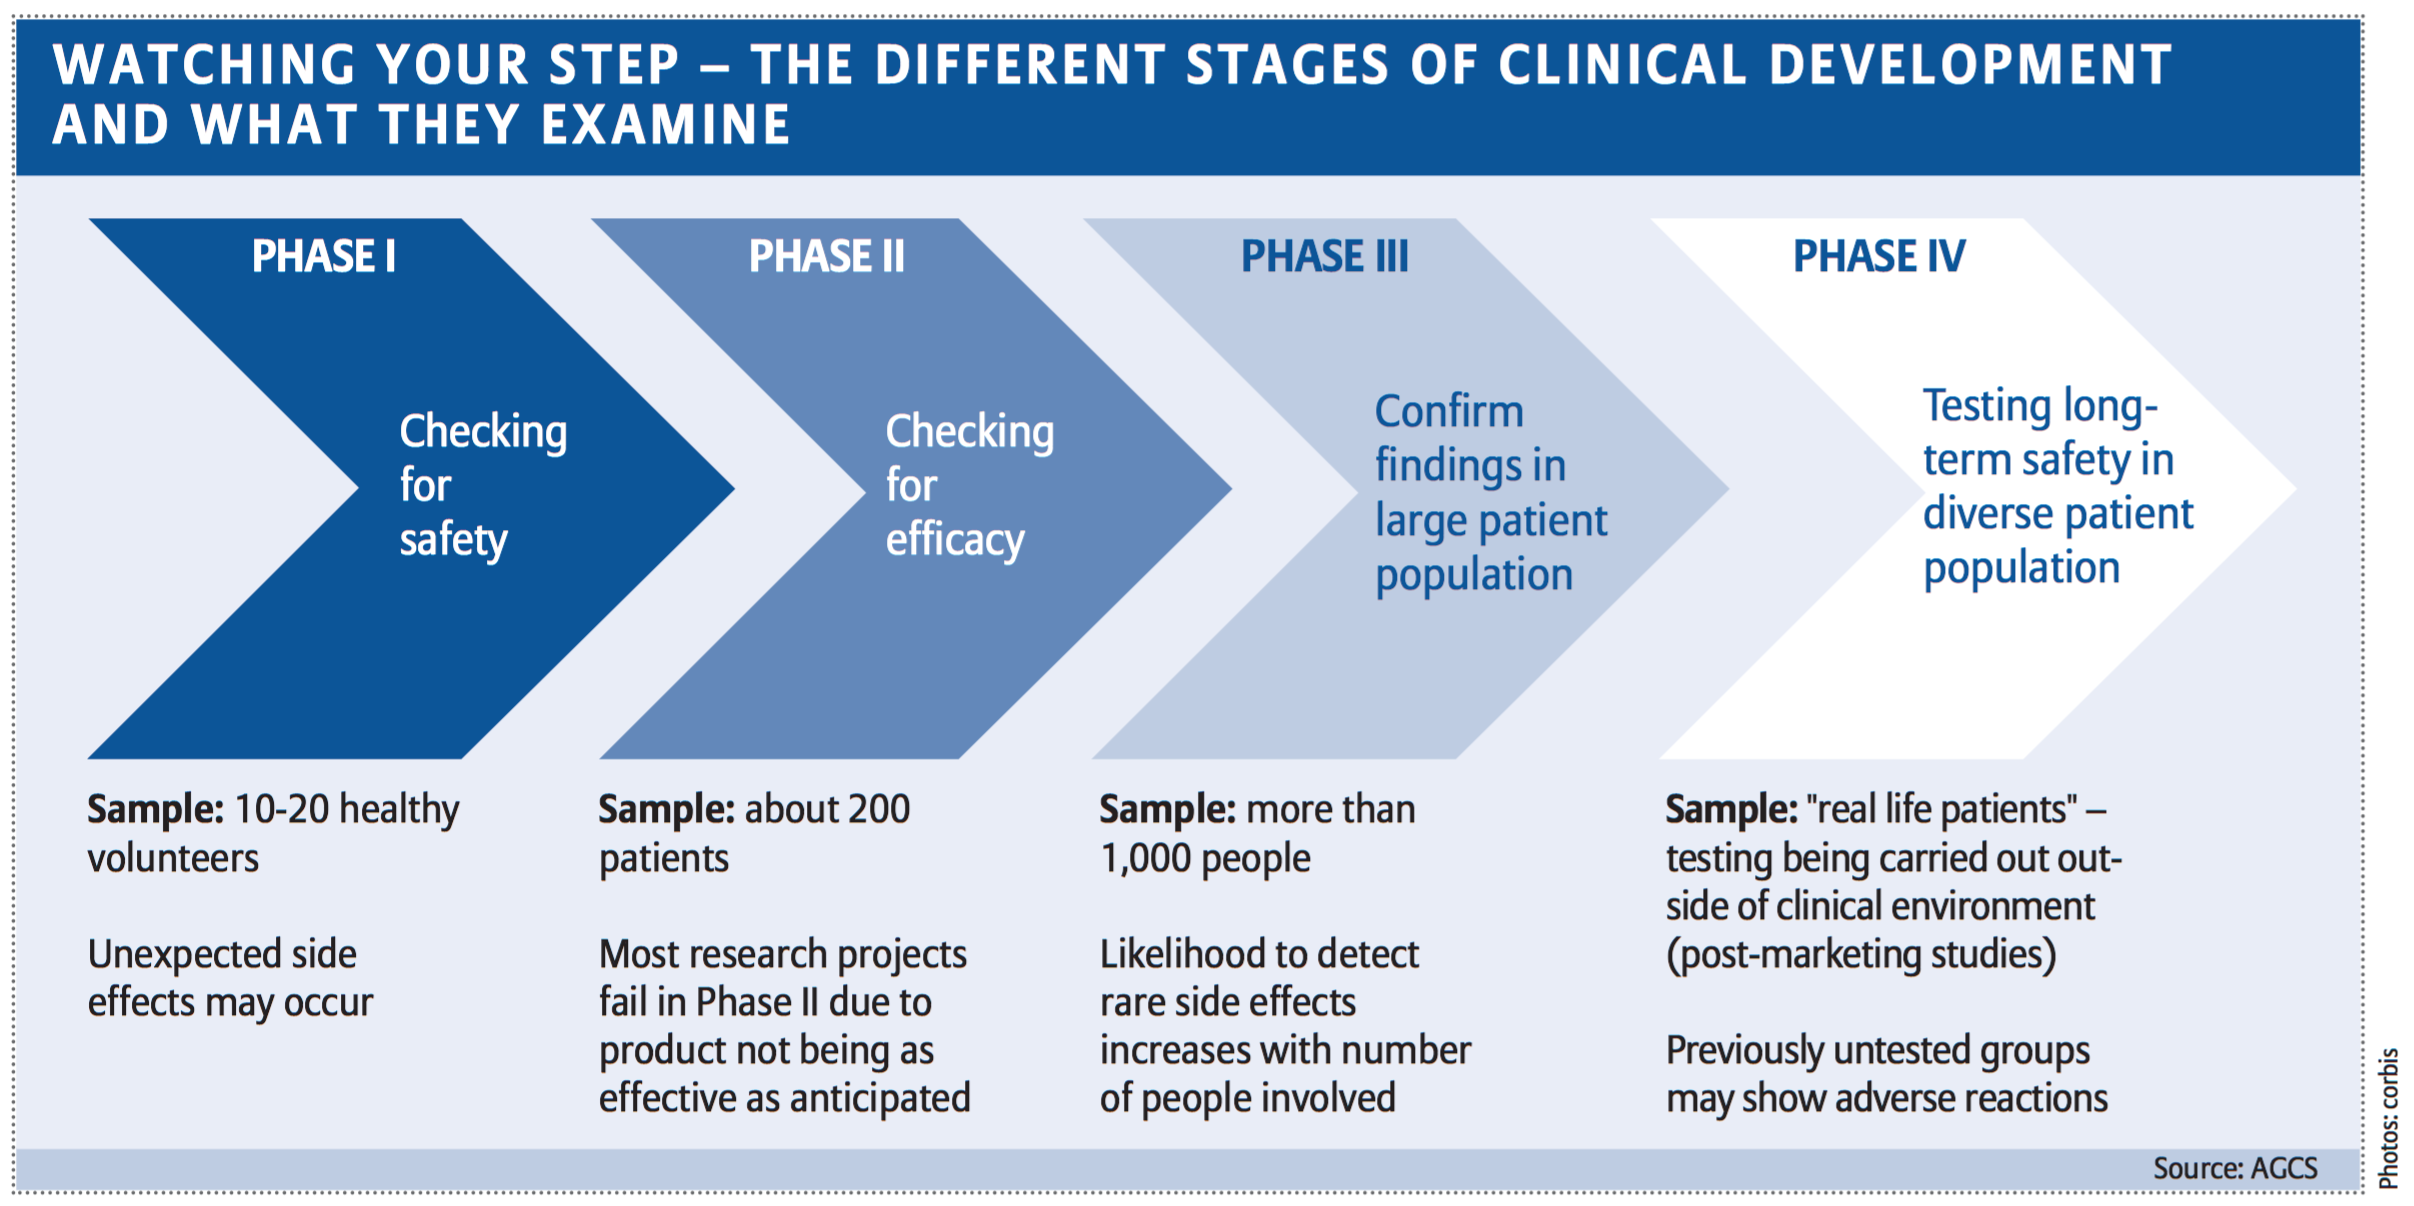 WATCHING YOUR STEP – THE DIFFERENT STAGES OF CLINICAL DEVELOPMENT
AND WHAT THEY EXAMINE
PHASE I
Checking
for
safety
Sample: 10-20 healthy
volunteers
Unexpected side
effects may occur
PHASE II
Checking
for
efficacy
Sample: about 200
patients
Most research projects
fail in Phase II due to
product not being as
effective as anticipated
PHASE III
Confirm
findings in
large patient
population
Sample: more than
1,000 people
Likelihood to detect
rare side effects
increases with number
of people involved
PHASE IV
Testing long-
term safety in
diverse patient
population
Sample: "real life patients" –
testing being carried out out-
side of clinical environment
(post-marketing studies)
Previously untested groups
may show adverse reactions
Source: AGCS
Photos: corbis